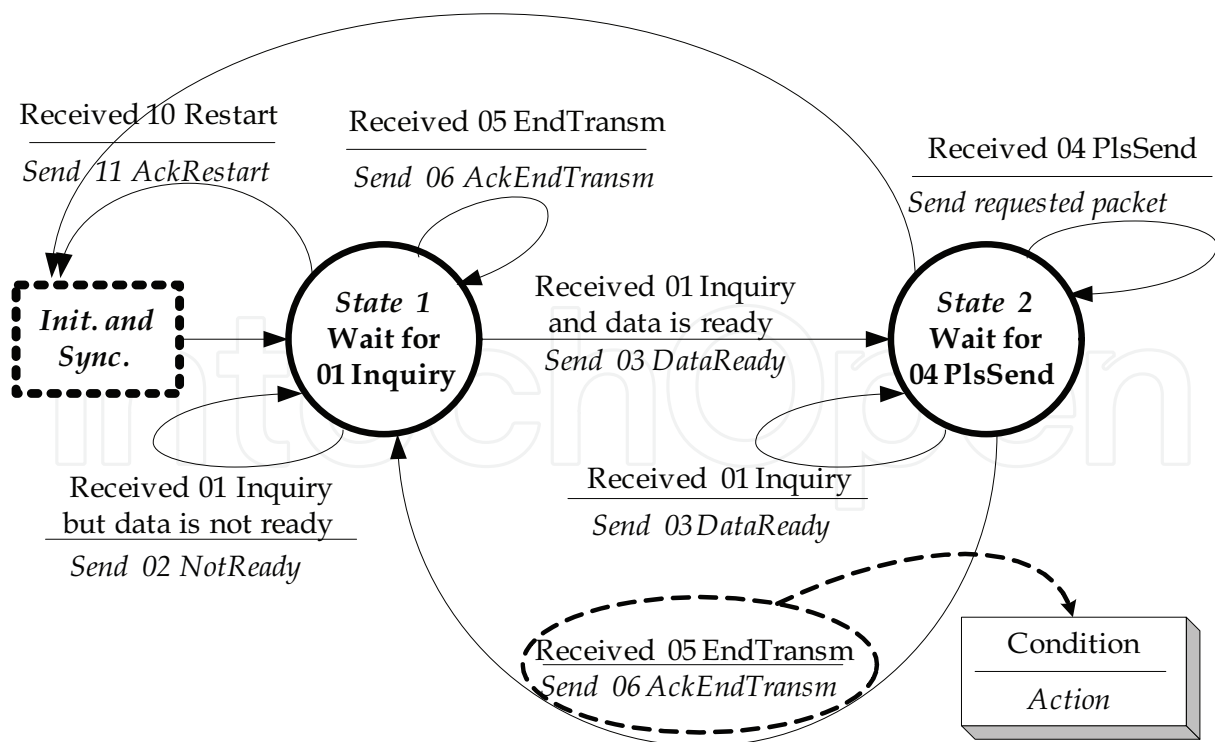 Received 10 Restart
Send 11 AckRestart
Received 05 EndTransm
Send 06 AckEndTransm
Received 04 PlsSend
Send requested packet
Init. and
Sync.
State 1
Wait for
01 Inquiry
Received 01 Inquiry
and data is ready
Send 03 DataReady
State 2
Wait for
04 PlsSend
Received 01 Inquiry
but data is not ready
Send 02 NotReady
Received 01 Inquiry
Send 03 DataReady
Received 05 EndTransm
Send 06 AckEndTransm
Condition
Action
IntechOpen